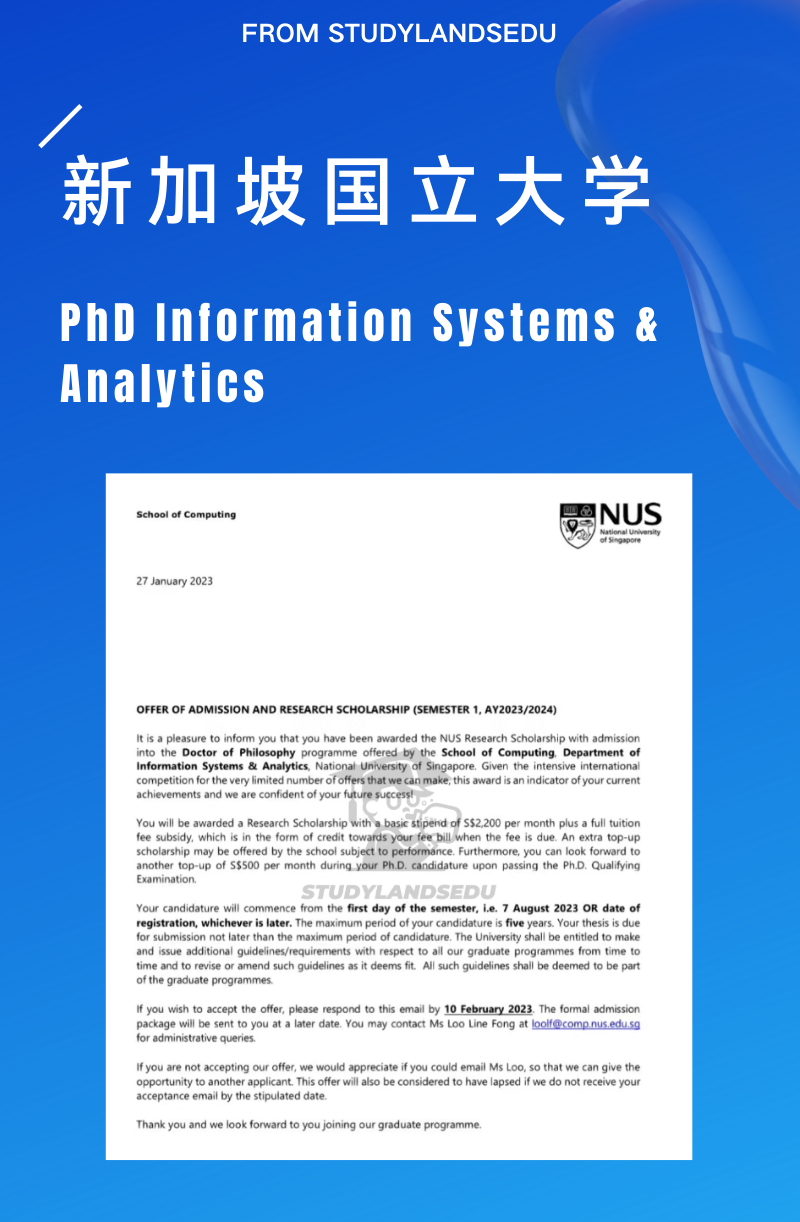 FROM STUDYLANDSEDU
新加坡国立大学
PhD Information Systems &
Analytics
School of Computing
NUS
National University
of Singapore
27 January 2023
OFFER OF ADMISSION AND RESEARCH SCHOLARSHIP (SEMESTER 1, AY2023/2024)
It is a pleasure to inform you that you have been awarded the NUS Research Scholarship with admission
into the Doctor of Philosophy programme offered by the School of Computing, Department of
Information Systems & Analytics, National University of Singapore. Given the intensive international
competition for the very limited number of offers that we can make, this award is an indicator of your current
achievements and we are confident of your future success!
You will be awarded a Research Scholarship with a basic stipend of S$2,200 per month plus a full tuition
fee subsidy, which is in the form of credit towards your fee bill when the fee is due. An extra top-up
scholarship may be offered by the school subject to performance. Furthermore, you can look forward to
another top-up of S$500 per month during your Ph.D. candidature upon passing the Ph.D. Qualifying
Examination.
STUDYLANDSEDU
Your candidature will commence from the first day of the semester, i.e. 7 August 2023 OR date of
registration, whichever is later. The maximum period of your candidature is five years. Your thesis is due
for submission not later than the maximum period of candidature. The University shall be entitled to make
and issue additional guidelines/requirements with respect to all our graduate programmes from time to
time and to revise or amend such guidelines as it deems fit. All such guidelines shall be deemed to be part
of the graduate programmes.
If you wish to accept the offer, please respond to this email by 10 February 2023. The formal admission
package will be sent to you at a later date. You may contact Ms Loo Line Fong at loolf@comp.nus.edu.sg
for administrative queries.
If you are not accepting our offer, we would appreciate if you could email Ms Loo, so that we can give the
opportunity to another applicant. This offer will also be considered to have lapsed if we do not receive your
acceptance email by the stipulated date.
Thank you and we look forward to you joining our graduate programme.